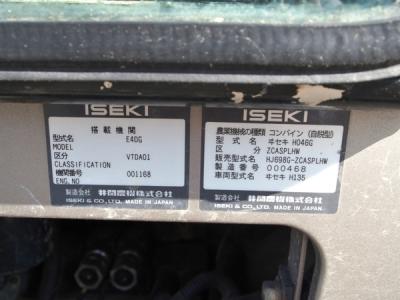 ISEKI
搭載機関
型式名 E4DG
MODEL
区分 VTDA01
CLASSIFICATION
機関番号 001168
ENG.NO
製造会社 井関農機株式会社
ISEKI & CO., LTD. MADE IN JAPAN
ISEKI
農業機械の種類 コンバイン(自脱型)
型式名 ヰセキ HD46G
区分 ZCASPLHW
販売型式名 HJ698G-ZCASPLHW
製造番号 000468
車両型式名 ヰセキ H135
製造会社 井関農機株式会社
ISEKI & CO., LTD. MADE IN JAPAN